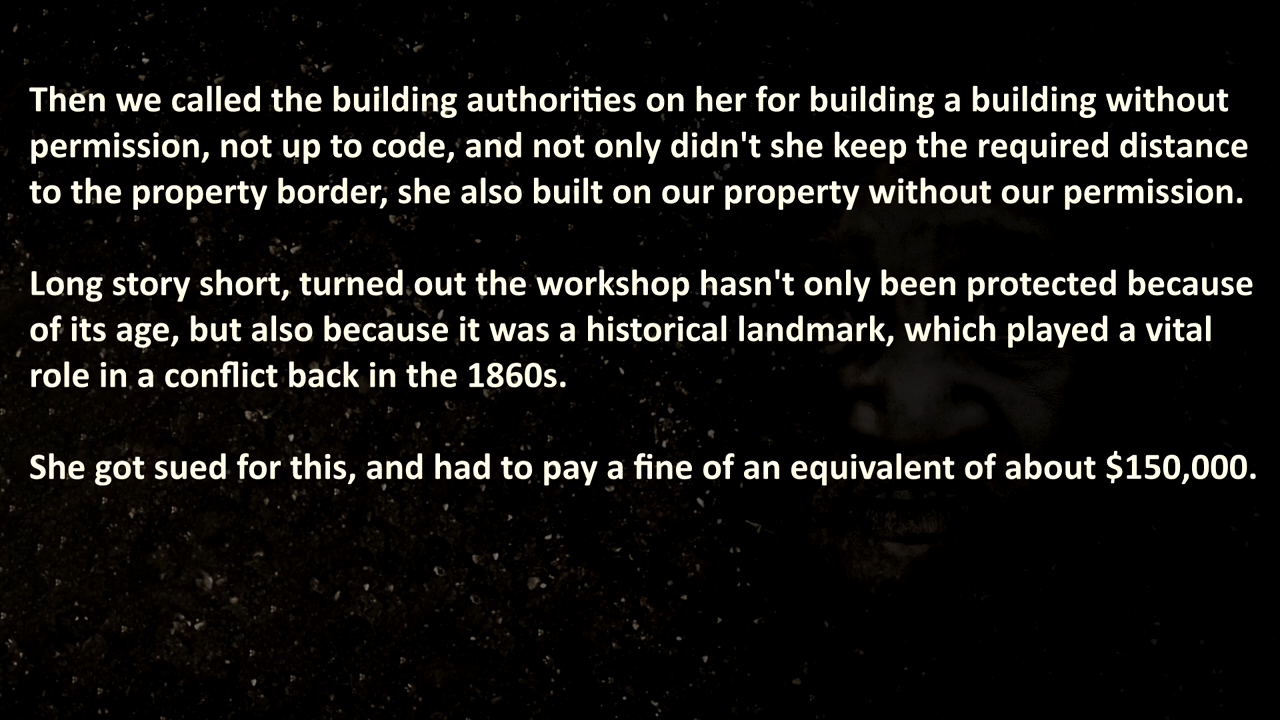 Then we called the building authorities on her for building a building without
permission, not up to code, and not only didn't she keep the required distance
to the property border, she also built on our property without our permission.
Long story short, turned out the workshop hasn't only been protected because
of its age, but also because it was a historical landmark, which played a vital
role in a conflict back in the 1860s.
She got sued for this, and had to pay a fine of an equivalent of about $150,000.